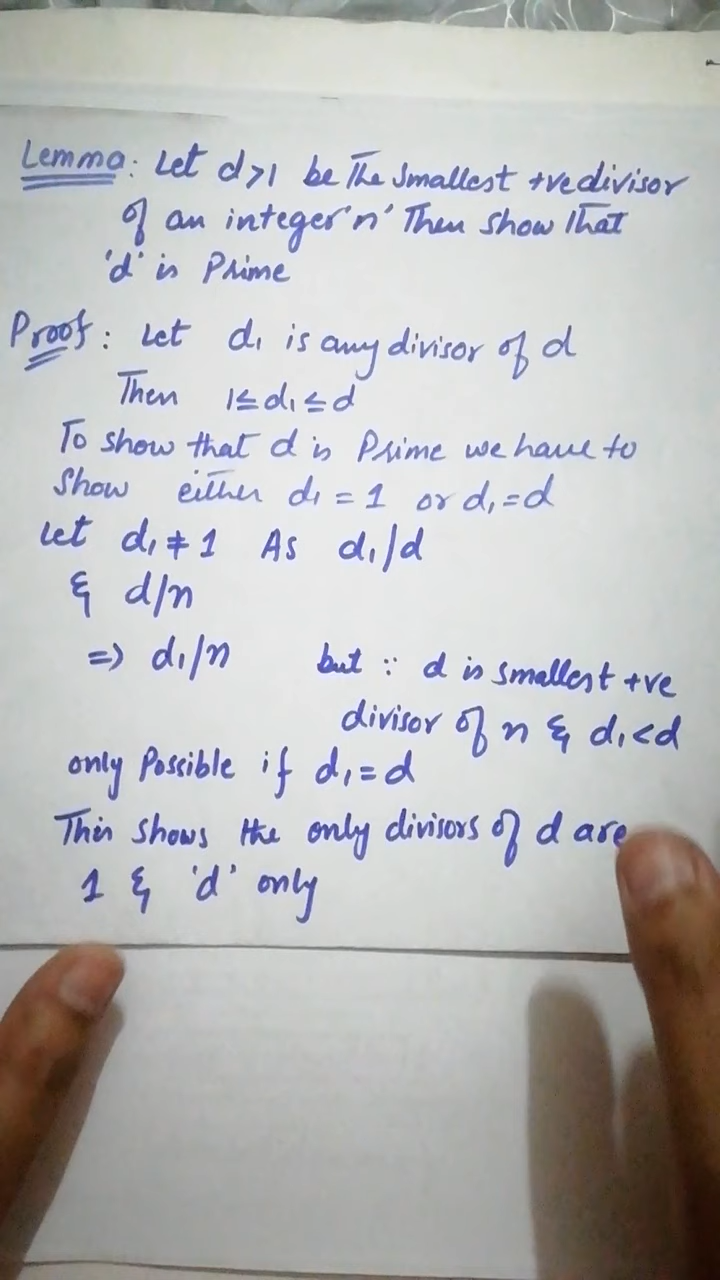 Lemma: Let d>1 be The smallest +ve divisor
of an integer 'n' Then show that
'd' is Prime
Proof: Let d₁ is any divisor of d
Then 1≤d₁≤d
To show that d is Prime we have to
show either d₁ = 1 or d₁=d
Let d₁ ≠ 1 As d₁/d
& d/n
=> d₁/n but ∵ d is smallest +ve
divisor of n & d₁<d
only Possible if d₁=d
This shows the only divisors of d are
1 & 'd' only